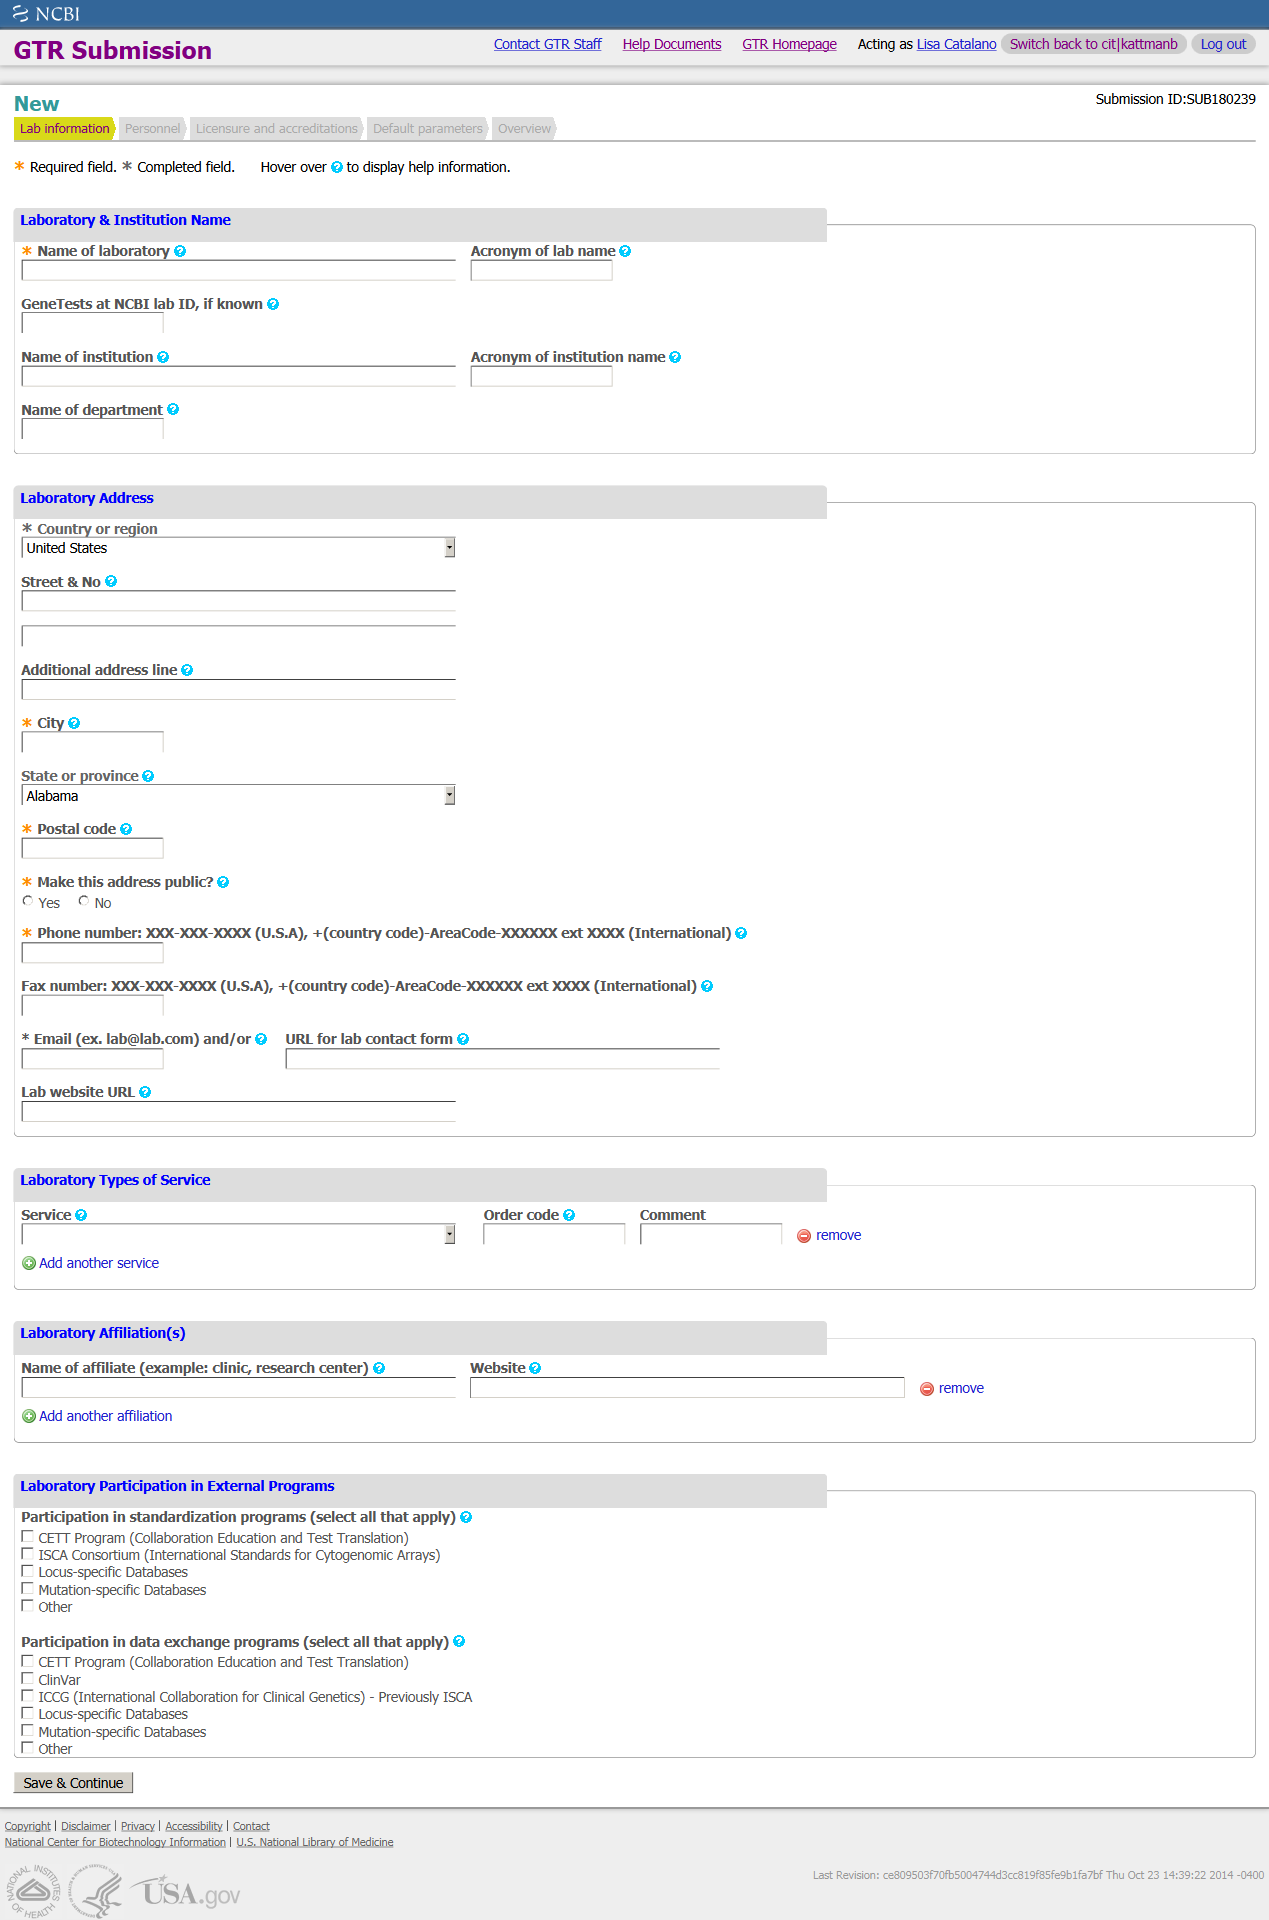 NCBI
GTR Submission
Contact GTR Staff Help Documents GTR Homepage Acting as Lisa Catalano Switch back to cit|kattmanb Log out
New
Submission ID:SUB180239
Lab information Personnel Licensure and accreditations Default parameters Overview
* Required field. * Completed field. Hover over ? to display help information.
Laboratory & Institution Name
* Name of laboratory ? Acronym of lab name ?
GeneTests at NCBI lab ID, if known ?
Name of institution ? Acronym of institution name ?
Name of department ?
Laboratory Address
* Country or region
United States
Street & No ?
Additional address line ?
* City ?
State or province ?
Alabama
* Postal code ?
* Make this address public? ?
Yes No
* Phone number: XXX-XXX-XXXX (U.S.A), +(country code)-AreaCode-XXXXXX ext XXXX (International) ?
Fax number: XXX-XXX-XXXX (U.S.A), +(country code)-AreaCode-XXXXXX ext XXXX (International) ?
* Email (ex. lab@lab.com) and/or ? URL for lab contact form ?
Lab website URL ?
Laboratory Types of Service
Service ? Order code ? Comment
remove
Add another service
Laboratory Affiliation(s)
Name of affiliate (example: clinic, research center) ? Website ?
remove
Add another affiliation
Laboratory Participation in External Programs
Participation in standardization programs (select all that apply) ?
CETT Program (Collaboration Education and Test Translation)
ISCA Consortium (International Standards for Cytogenomic Arrays)
Locus-specific Databases
Mutation-specific Databases
Other
Participation in data exchange programs (select all that apply) ?
CETT Program (Collaboration Education and Test Translation)
ClinVar
ICCG (International Collaboration for Clinical Genetics) - Previously ISCA
Locus-specific Databases
Mutation-specific Databases
Other
Save & Continue
Copyright | Disclaimer | Privacy | Accessibility | Contact
National Center for Biotechnology Information | U.S. National Library of Medicine
Last Revision: ce809503f70fb5004744d3cc819f85fe9b1fa7bf Thu Oct 23 14:39:22 2014 -0400
NATIONAL INSTITUTES OF HEALTH
USA.gov